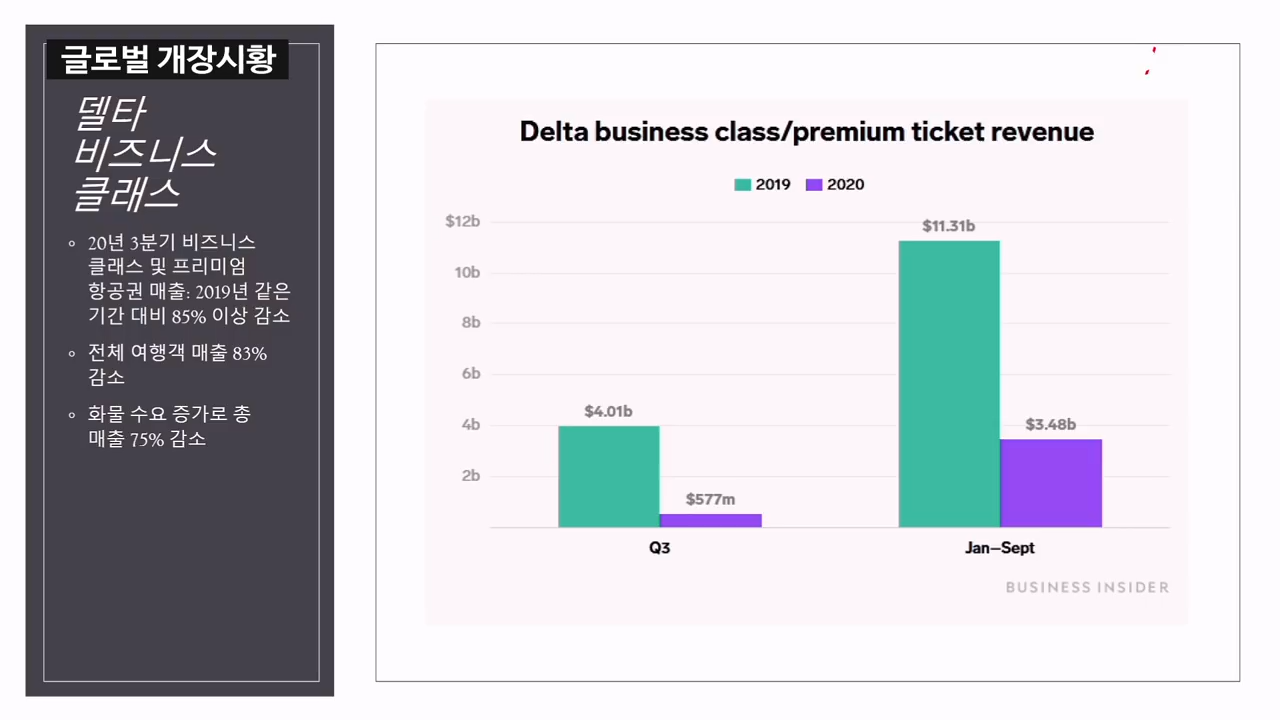 글로벌 개장시황
델타
비즈니스
클래스
20년 3분기 비즈니스
클래스 및 프리미엄
항공권 매출: 2019년 같은
기간 대비 85% 이상 감소
전체 여행객 매출 83%
감소
화물 수요 증가로 총
매출 75% 감소
Delta business class/premium ticket revenue
2019 2020
$12b
10b
8b
6b
4b
2b
$4.01b
$577m
$11.31b
$3.48b
Q3
Jan–Sept
BUSINESS INSIDER